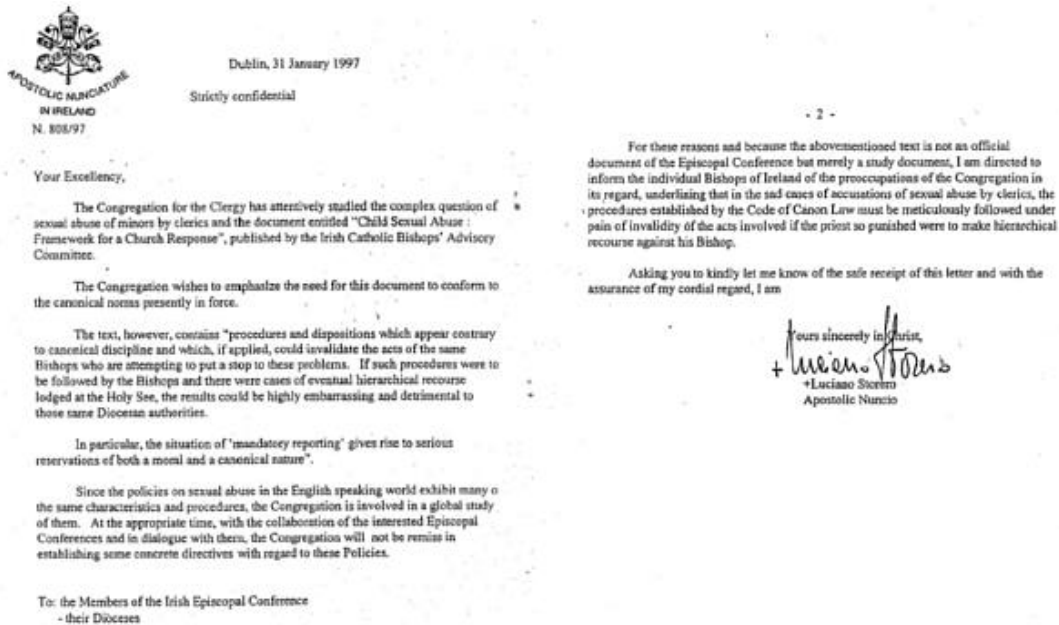 APOSTOLIC NUNCIATURE
IN IRELAND
N. 808/97
Dublin, 31 January 1997
Strictly confidential
Your Excellency,
The Congregation for the Clergy has attentively studied the complex question of
sexual abuse of minors by clerics and the document entitled "Child Sexual Abuse :
Framework for a Church Response", published by the Irish Catholic Bishops' Advisory
Committee.
The Congregation wishes to emphasize the need for this document to conform to
the canonical norms presently in force.
The text, however, contains "procedures and dispositions which appear contrary
to canonical discipline and which, if applied, could invalidate the acts of the same
Bishops who are attempting to put a stop to these problems. If such procedures were to
be followed by the Bishops and there were cases of eventual hierarchical recourse
lodged at the Holy See, the results could be highly embarrassing and detrimental to
those same Diocesan authorities.
In particular, the situation of 'mandatory reporting' gives rise to serious
reservations of both a moral and a canonical nature".
Since the policies on sexual abuse in the English speaking world exhibit many o
the same characteristics and procedures, the Congregation is involved in a global study
of them. At the appropriate time, with the collaboration of the interested Episcopal
Conferences and in dialogue with them, the Congregation will not be remiss in
establishing some concrete directives with regard to these Policies.
To: the Members of the Irish Episcopal Conference
- their Dioceses
- 2 -
For these reasons and because the abovementioned text is not an official
document of the Episcopal Conference but merely a study document, I am directed to
inform the individual Bishops of Ireland of the preoccupations of the Congregation in
its regard, underlining that in the sad cases of accusations of sexual abuse by clerics, the
procedures established by the Code of Canon Law must be meticulously followed under
pain of invalidity of the acts involved if the priest so punished were to make hierarchical
recourse against his Bishop.
Asking you to kindly let me know of the safe receipt of this letter and with the
assurance of my cordial regard, I am
Yours sincerely in Christ,
+ Luciano Storero
+Luciano Storero
Apostolic Nuncio